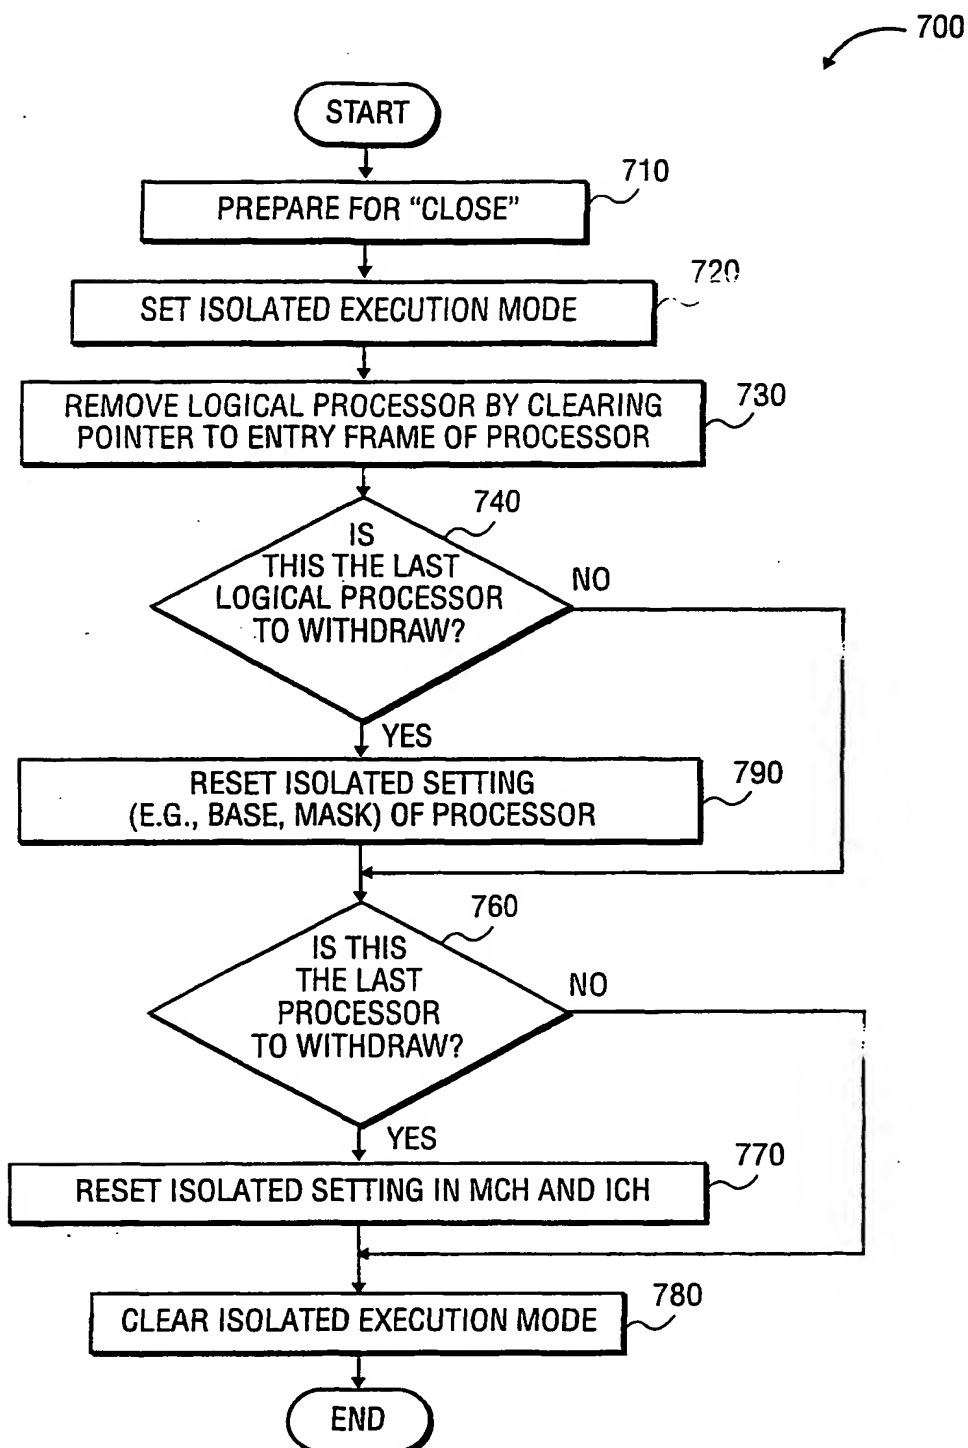 700
START
710
PREPARE FOR “CLOSE”
720
SET ISOLATED EXECUTION MODE
730
REMOVE LOGICAL PROCESSOR BY CLEARING
POINTER TO ENTRY FRAME OF PROCESSOR
740
IS
THIS THE LAST
LOGICAL PROCESSOR
TO WITHDRAW?
NO
YES
790
RESET ISOLATED SETTING
(E.G., BASE, MASK) OF PROCESSOR
760
IS THIS
THE LAST
PROCESSOR
TO WITHDRAW?
NO
YES
770
RESET ISOLATED SETTING IN MCH AND ICH
780
CLEAR ISOLATED EXECUTION MODE
END